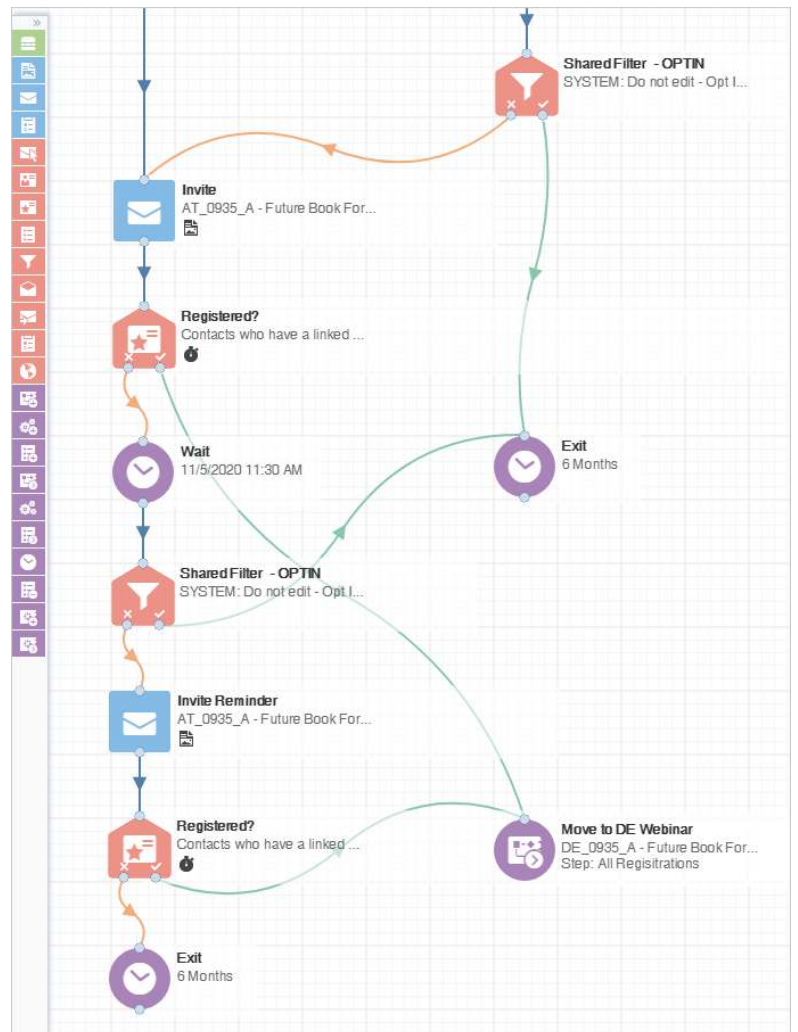 »
Shared Filter - OPTIN
SYSTEM: Do not edit - Opt I...
Invite
AT_0935_A - Future Book For...
Registered?
Contacts who have a linked ...
Wait
11/5/2020 11:30 AM
Exit
6 Months
Shared Filter - OPTIN
SYSTEM: Do not edit - Opt I...
Invite Reminder
AT_0935_A - Future Book For...
Registered?
Contacts who have a linked ...
Move to DE Webinar
DE_0935_A - Future Book For...
Step: All Regisitrations
Exit
6 Months